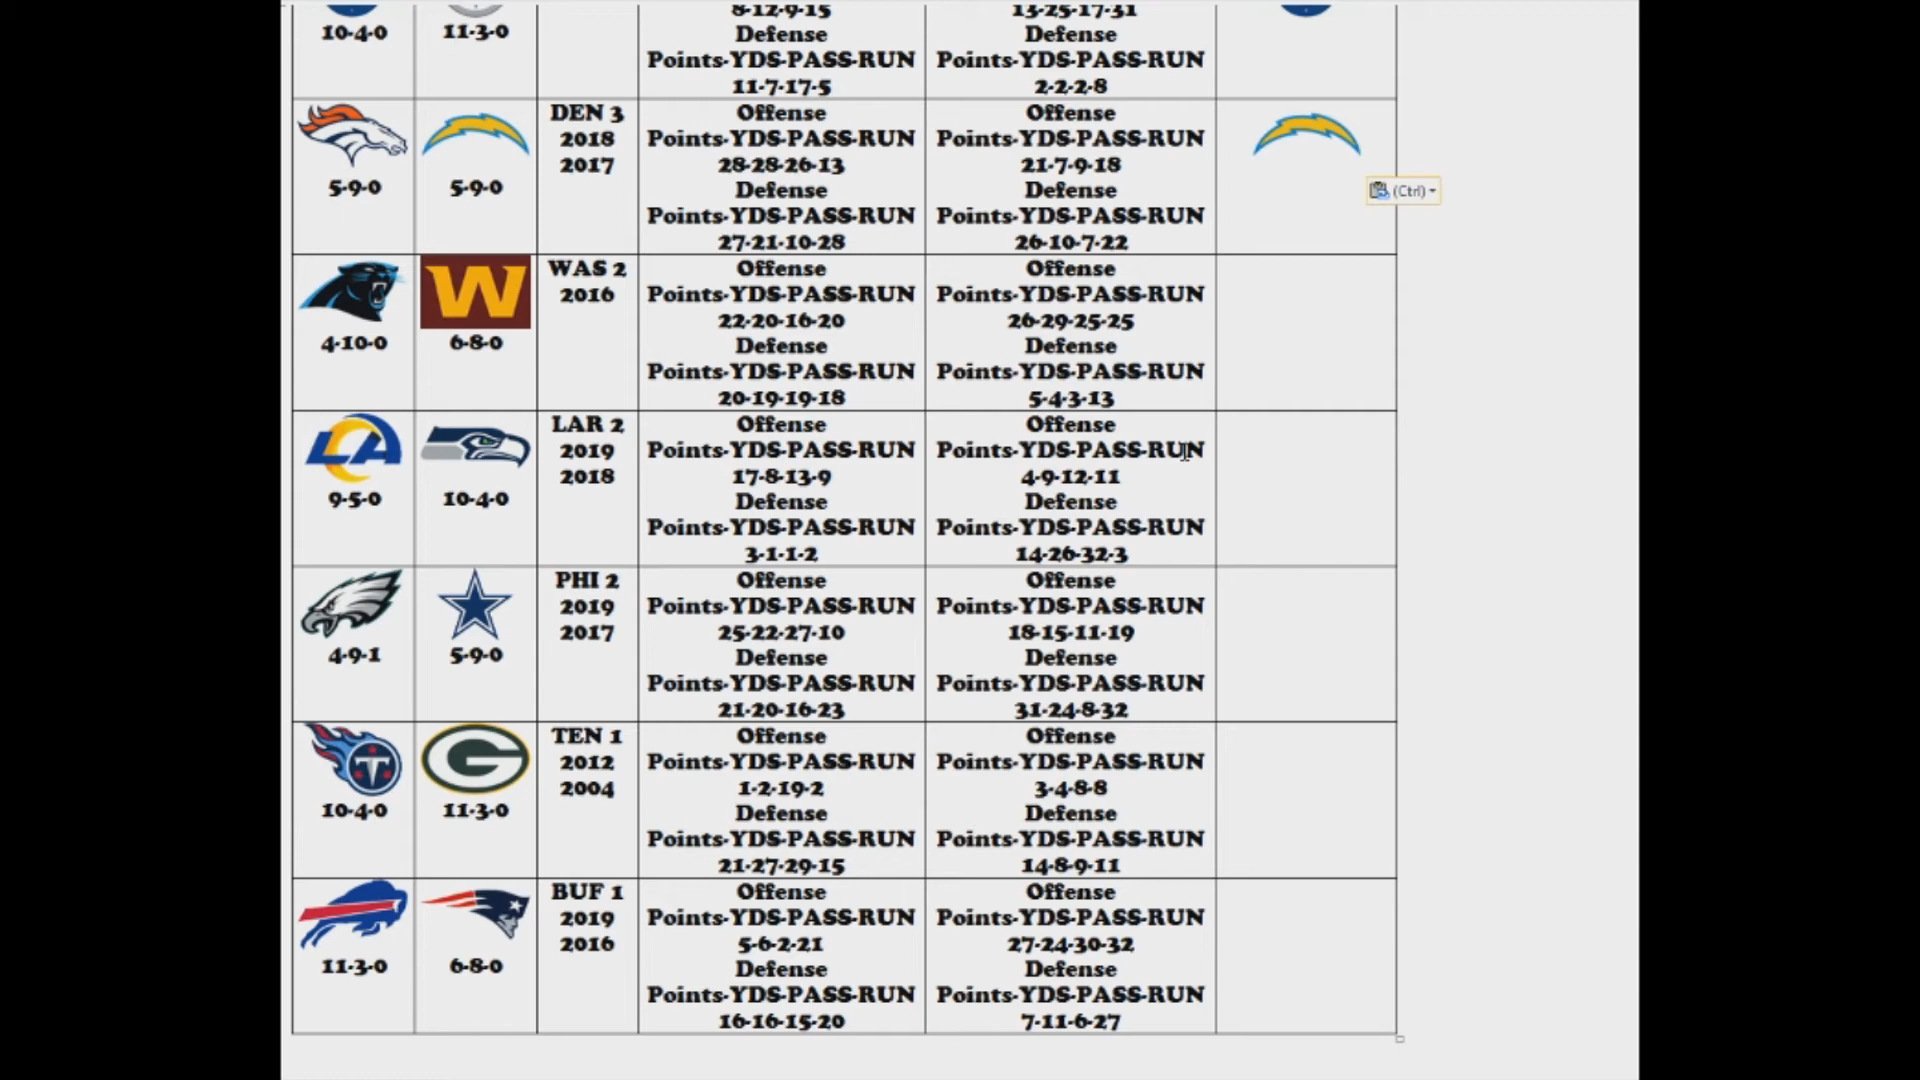 8-12-9-15
13-25-17-31
10-4-0
11-3-0
Defense
Points-YDS-PASS-RUN
11-7-17-5
Defense
Points-YDS-PASS-RUN
2-2-2-8
5-9-0
5-9-0
DEN 3
2018
2017
Offense
Points-YDS-PASS-RUN
28-28-26-13
Defense
Points-YDS-PASS-RUN
27-21-10-28
Offense
Points-YDS-PASS-RUN
21-7-9-18
Defense
Points-YDS-PASS-RUN
26-10-7-22
(Ctrl)
4-10-0
W
6-8-0
WAS 2
2016
Offense
Points-YDS-PASS-RUN
22-20-16-20
Defense
Points-YDS-PASS-RUN
20-19-19-18
Offense
Points-YDS-PASS-RUN
26-29-25-25
Defense
Points-YDS-PASS-RUN
5-4-3-13
LA
9-5-0
10-4-0
LAR 2
2019
2018
Offense
Points-YDS-PASS-RUN
17-8-13-9
Defense
Points-YDS-PASS-RUN
3-1-1-2
Offense
Points-YDS-PASS-RUN
4-9-12-11
Defense
Points-YDS-PASS-RUN
14-26-32-3
4-9-1
5-9-0
PHI 2
2019
2017
Offense
Points-YDS-PASS-RUN
25-22-27-10
Defense
Points-YDS-PASS-RUN
21-20-16-23
Offense
Points-YDS-PASS-RUN
18-15-11-19
Defense
Points-YDS-PASS-RUN
31-24-8-32
T
10-4-0
G
11-3-0
TEN 1
2012
2004
Offense
Points-YDS-PASS-RUN
1-2-19-2
Defense
Points-YDS-PASS-RUN
21-27-29-15
Offense
Points-YDS-PASS-RUN
3-4-8-8
Defense
Points-YDS-PASS-RUN
14-8-9-11
11-3-0
6-8-0
BUF 1
2019
2016
Offense
Points-YDS-PASS-RUN
5-6-2-21
Defense
Points-YDS-PASS-RUN
16-16-15-20
Offense
Points-YDS-PASS-RUN
27-24-30-32
Defense
Points-YDS-PASS-RUN
7-11-6-27